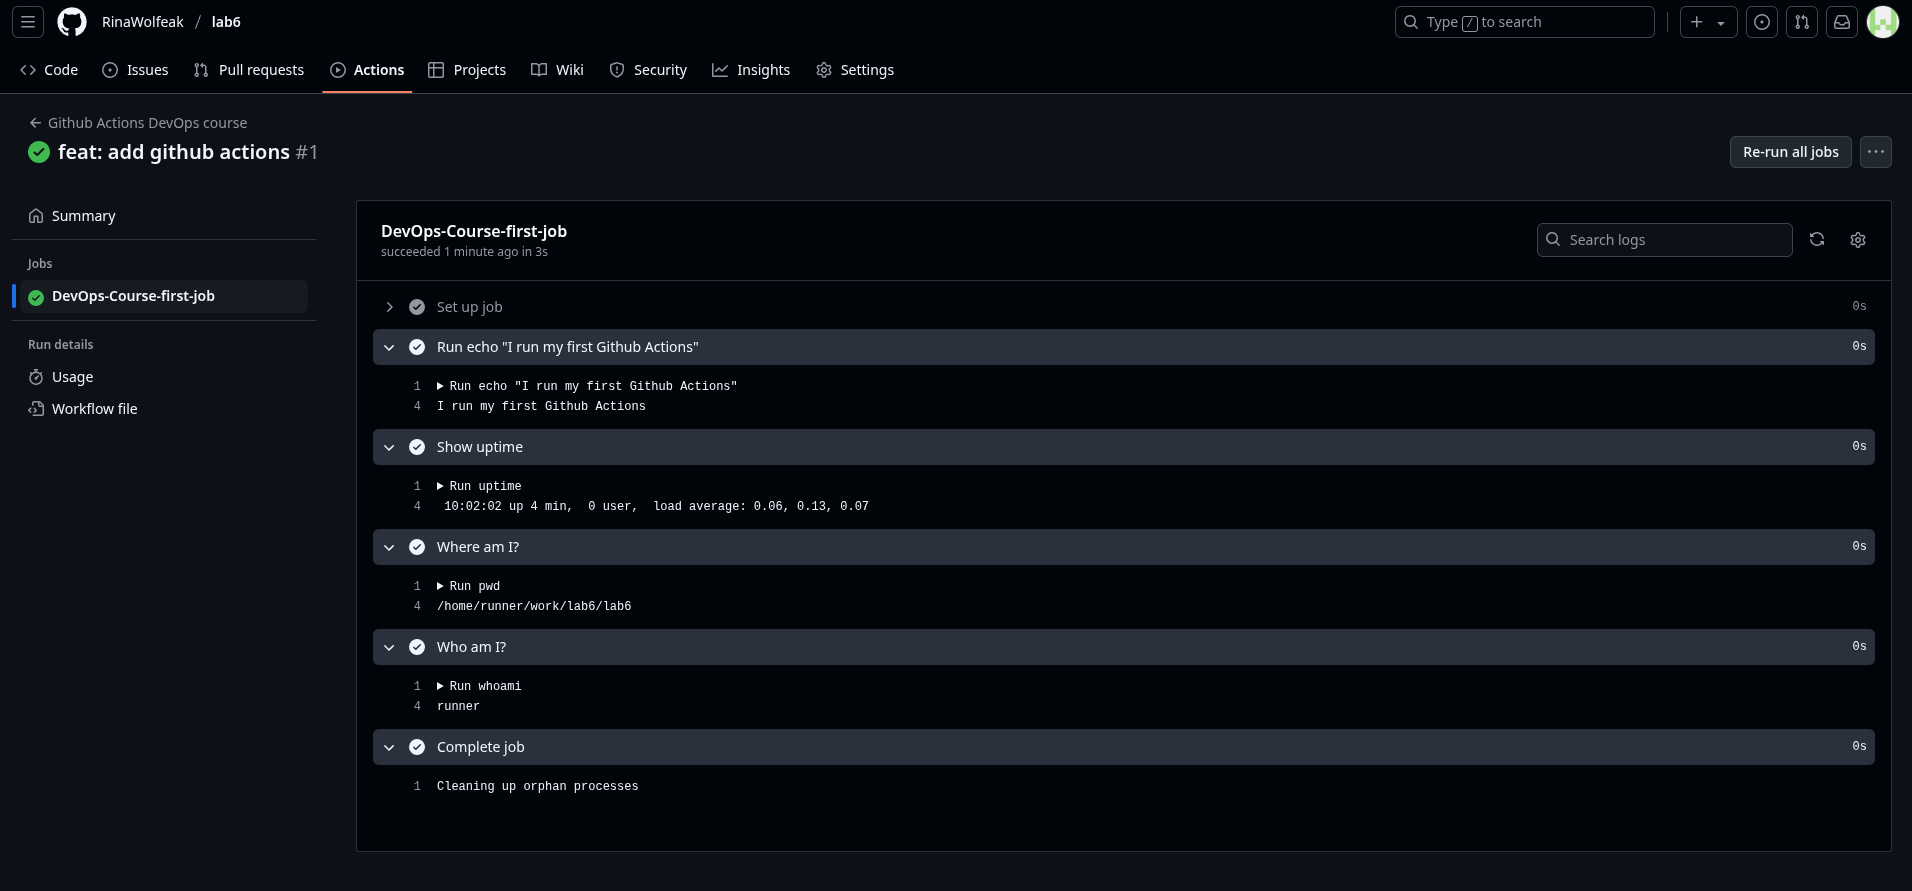 RinaWolfeak / lab6
Type / to search
Code
Issues
Pull requests
Actions
Projects
Wiki
Security
Insights
Settings
Github Actions DevOps course
feat: add github actions #1
Re-run all jobs
Summary
Jobs
DevOps-Course-first-job
Run details
Usage
Workflow file
DevOps-Course-first-job
succeeded 1 minute ago in 3s
Search logs
Set up job 0s
Run echo "I run my first Github Actions" 0s
1 Run echo "I run my first Github Actions"
4 I run my first Github Actions
Show uptime 0s
1 Run uptime
4 10:02:02 up 4 min,  0 user,  load average: 0.06, 0.13, 0.07
Where am I? 0s
1 Run pwd
4 /home/runner/work/lab6/lab6
Who am I? 0s
1 Run whoami
4 runner
Complete job 0s
1 Cleaning up orphan processes